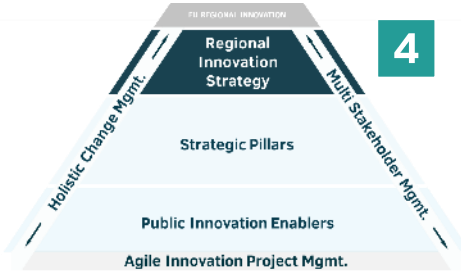 EU REGIONAL INNOVATION
4
Regional
Innovation
Strategy
Holistic Change Mgmt.
Multi Stakeholder Mgmt.
Strategic Pillars
Public Innovation Enablers
Agile Innovation Project Mgmt.